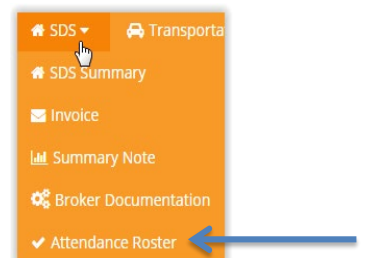 SDS Transporta
SDS Summary
Invoice
Summary Note
Broker Documentation
Attendance Roster